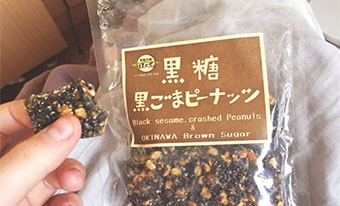 黒糖
黒ごまピーナッツ
Black sesame.crashed Peanuts
&
OKINAWA Brown Sugar